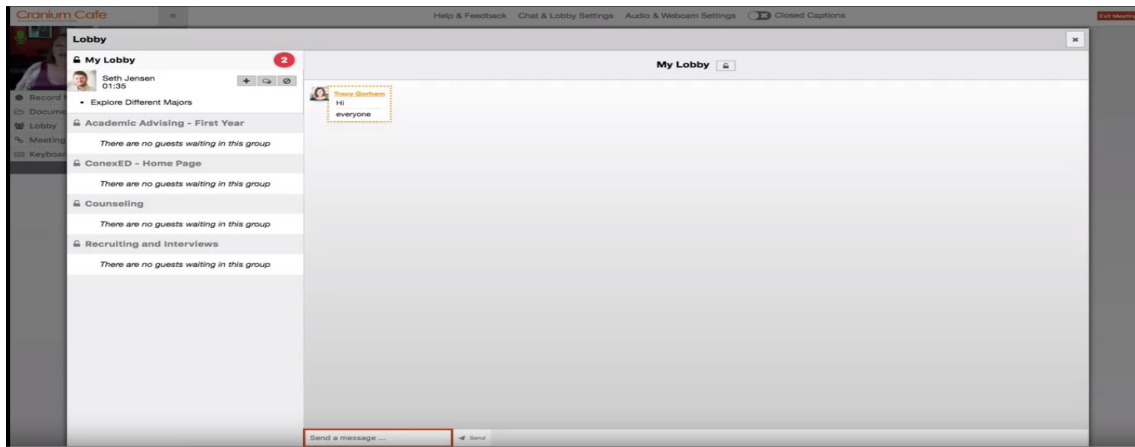 Cranium Cafe
Help & Feedback Chat & Lobby Settings Audio & Webcam Settings Closed Captions
Lobby
My Lobby 2
Seth Jensen
01:35
• Explore Different Majors
Academic Advising - First Year
There are no guests waiting in this group
ConexED - Home Page
There are no guests waiting in this group
Counseling
There are no guests waiting in this group
Recruiting and Interviews
There are no guests waiting in this group
Record
Docume
Lobby
Meeting
Keyboar
My Lobby
Tracy Gorham
Hi
everyone
Send a message ...
Send
Exit Meetin